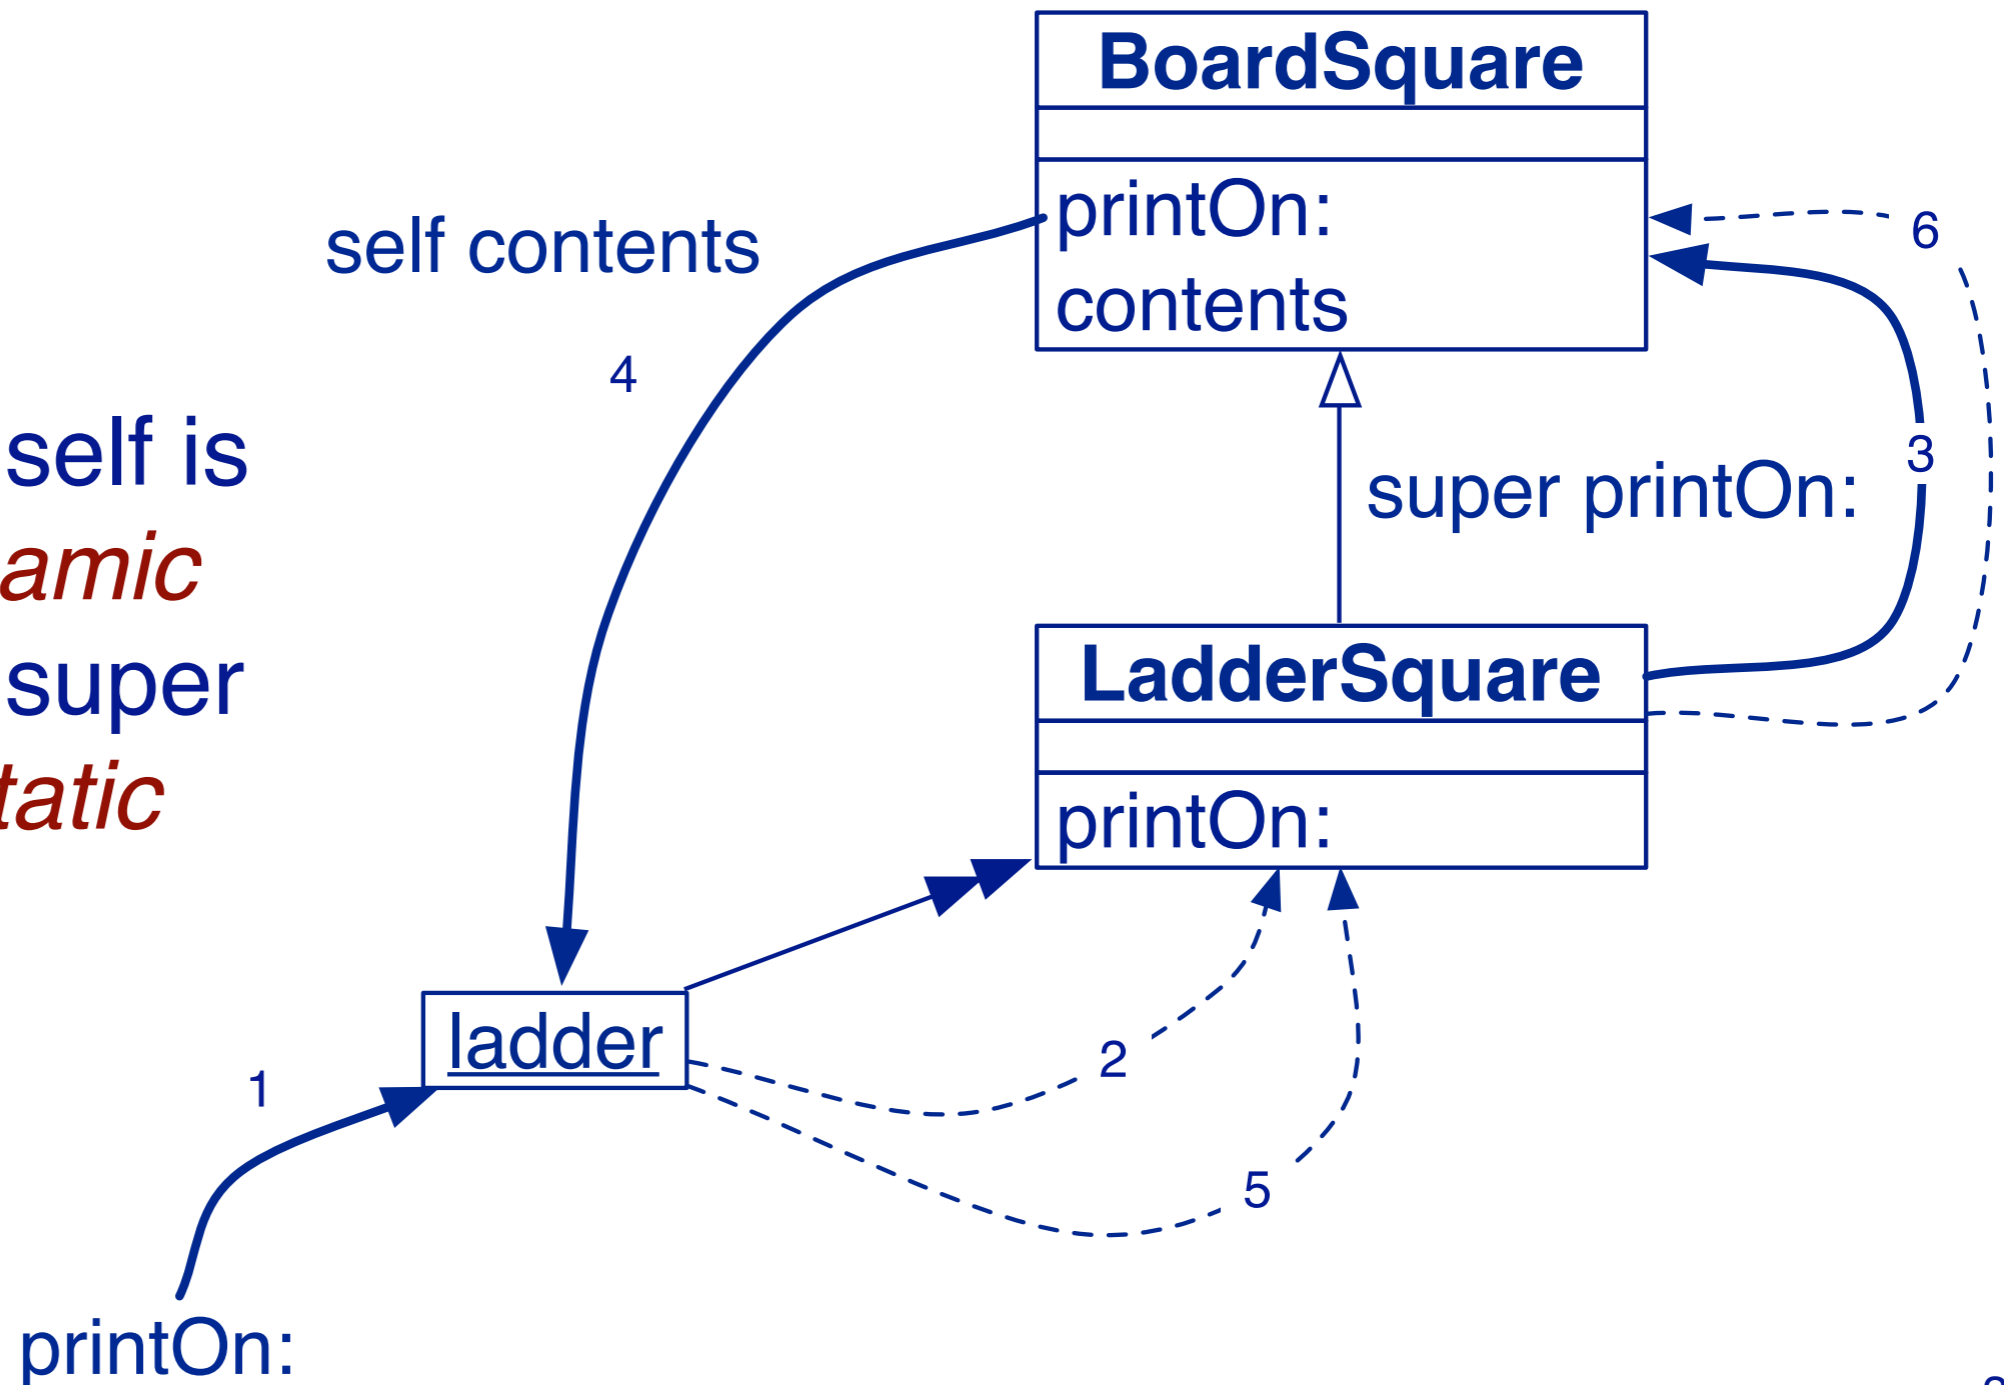 BoardSquare
printOn:
contents
self contents
6
4
self is
amic
super
tatic
3
super printOn:
LadderSquare
printOn:
ladder
1
2
5
printOn: